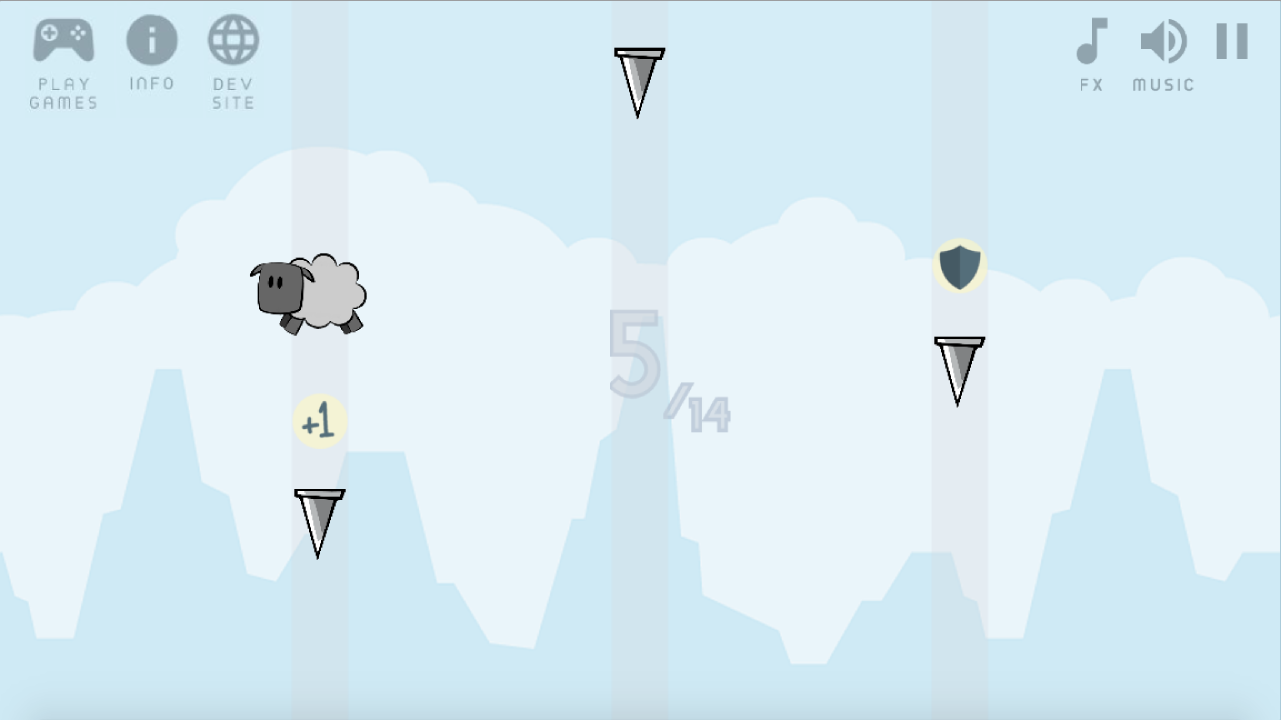 PLAY
GAMES
INFO
DEV
SITE
FX
MUSIC
5/14
+1